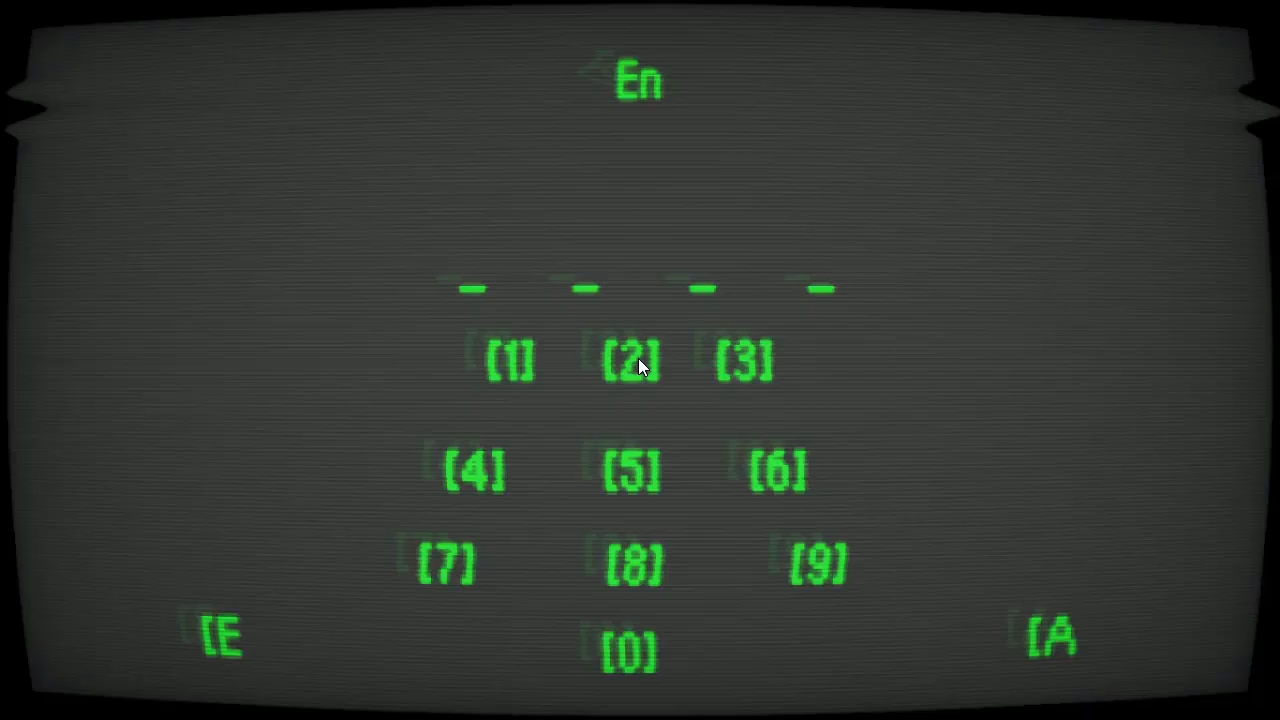 En
_ _ _ _
[1] [2] [3]
[4] [5] [6]
[7] [8] [9]
[E [0] [A